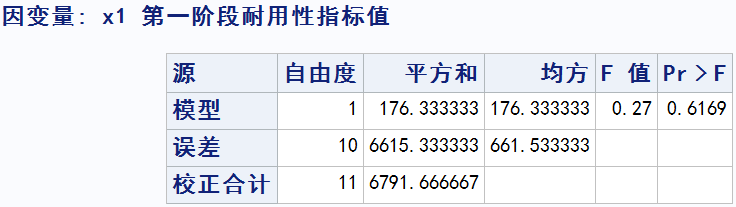 因变量: x1 第一阶段耐用性指标值
源 自由度 平方和 均方 F 值 Pr > F
模型 1 176.333333 176.333333 0.27 0.6169
误差 10 6615.333333 661.533333
校正合计 11 6791.666667